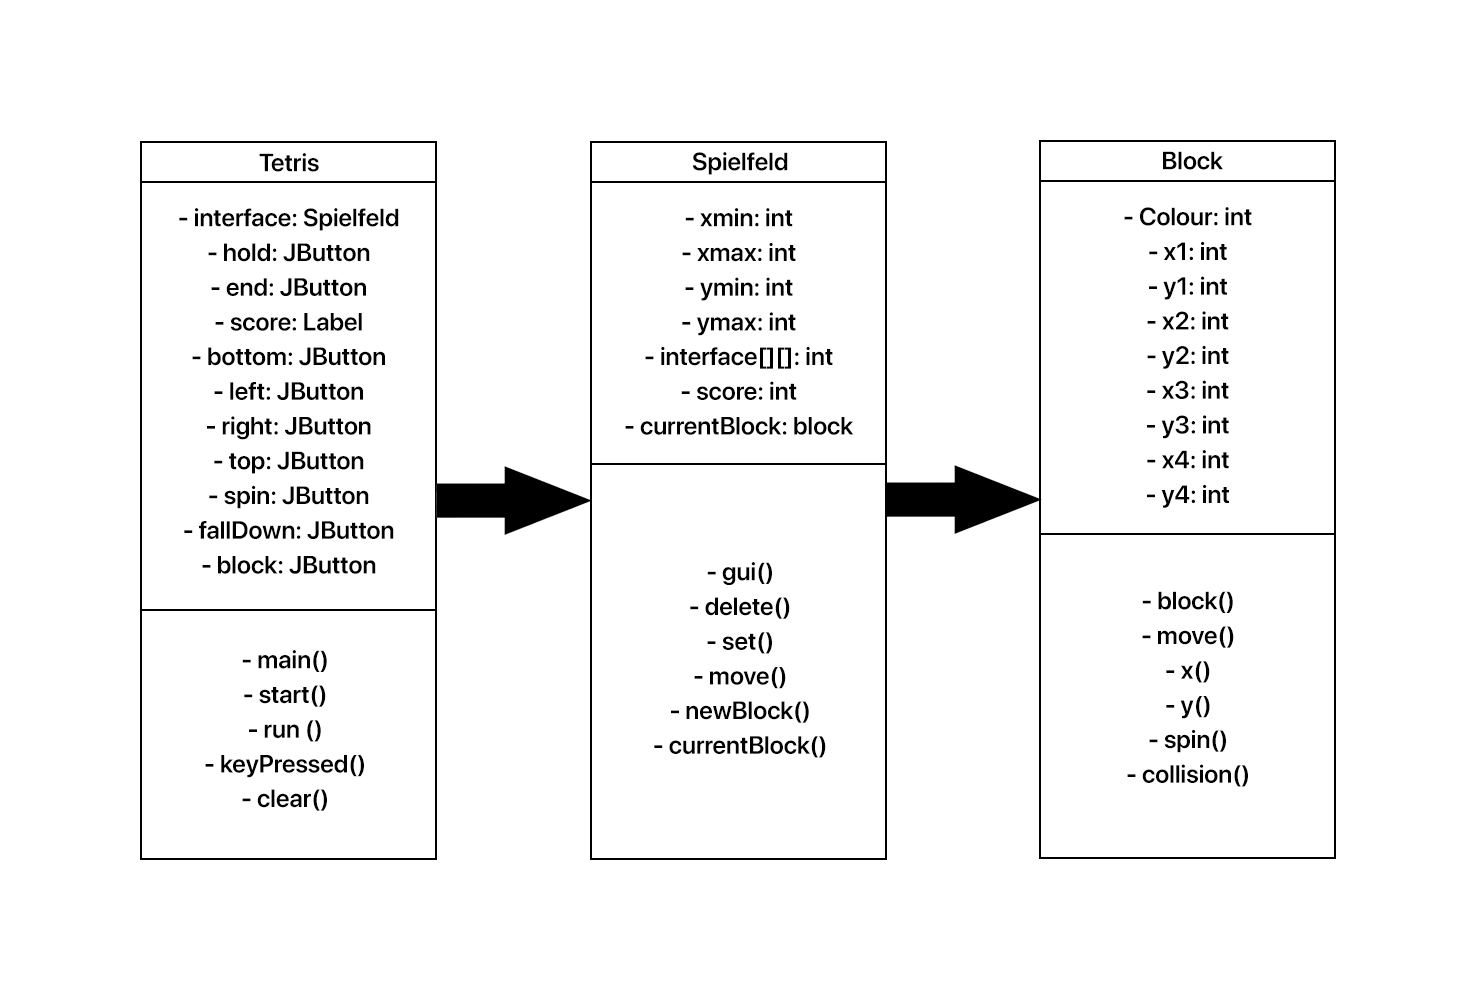 Tetris
- interface: Spielfeld
- hold: JButton
- end: JButton
- score: Label
- bottom: JButton
- left: JButton
- right: JButton
- top: JButton
- spin: JButton
- fallDown: JButton
- block: JButton
- main()
- start()
- run ()
- keyPressed()
- clear()
Spielfeld
- xmin: int
- xmax: int
- ymin: int
- ymax: int
- interface[][]: int
- score: int
- currentBlock: block
- gui()
- delete()
- set()
- move()
- newBlock()
- currentBlock()
Block
- Colour: int
- x1: int
- y1: int
- x2: int
- y2: int
- x3: int
- y3: int
- x4: int
- y4: int
- block()
- move()
- x()
- y()
- spin()
- collision()